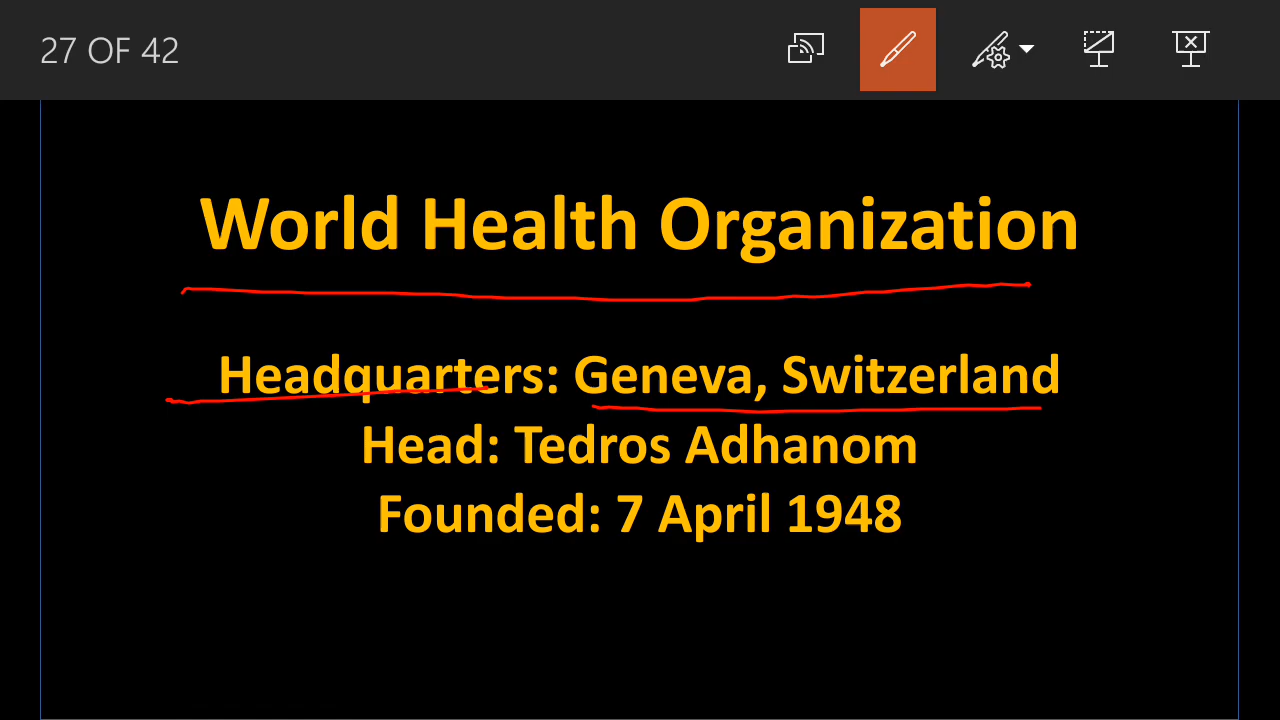 27 OF 42
World Health Organization
Headquarters: Geneva, Switzerland
Head: Tedros Adhanom
Founded: 7 April 1948